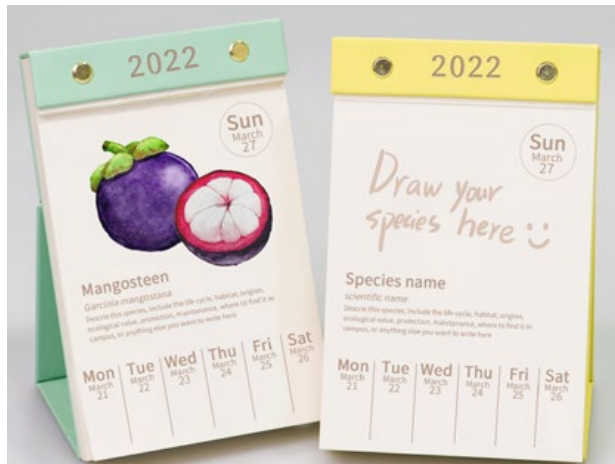 2022
Sun
March
27
Mangosteen
Garcinia mangostana
Descrie this species, include the life cycle, habitat, origion,
ecological value, protection, maintenance, where to find it in
campus, or anything else you want to write here
Mon
March
21
Tue
March
22
Wed
March
23
Thu
March
24
Fri
March
25
Sat
March
26
2022
Sun
March
27
Draw your
species here
Species name
scientific name
Describe this species, include the life cycle, habitat, origion,
ecological value, protection, maintenance, where to find it in
campus, or anything else you want to write here
Mon
March
21
Tue
March
22
Wed
March
23
Thu
March
24
Fri
March
25
Sat
March
26